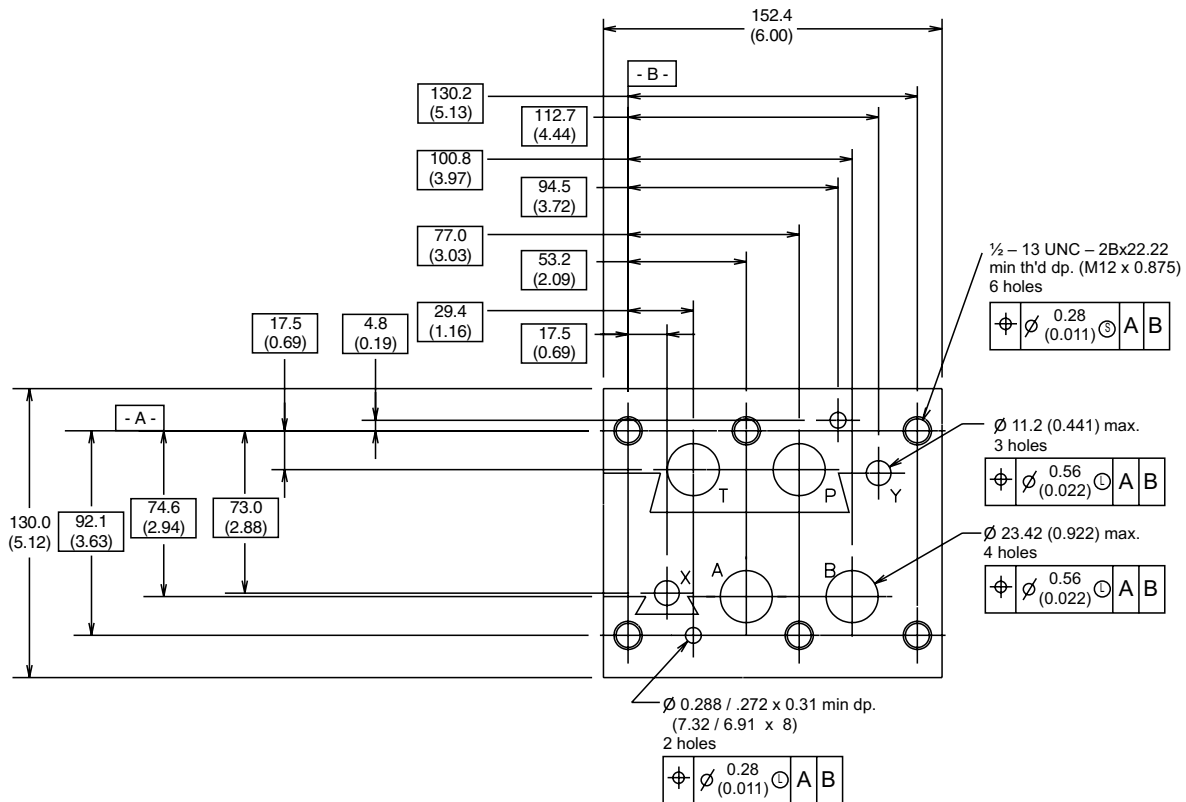 152.4
(6.00)
- B -
130.2
(5.13)
112.7
(4.44)
100.8
(3.97)
94.5
(3.72)
77.0
(3.03)
53.2
(2.09)
29.4
(1.16)
17.5
(0.69)
4.8
(0.19)
17.5
(0.69)
½ – 13 UNC – 2Bx22.22
min th'd dp. (M12 x 0.875)
6 holes
⌖ Ø 0.28 (0.011) Ⓢ A B
- A -
T
P
Y
Ø 11.2 (0.441) max.
3 holes
⌖ Ø 0.56 (0.022) Ⓛ A B
130.0
(5.12)
92.1
(3.63)
74.6
(2.94)
73.0
(2.88)
X
A
B
Ø 23.42 (0.922) max.
4 holes
⌖ Ø 0.56 (0.022) Ⓛ A B
Ø 0.288 / .272 x 0.31 min dp.
(7.32 / 6.91 x 8)
2 holes
⌖ Ø 0.28 (0.011) Ⓛ A B